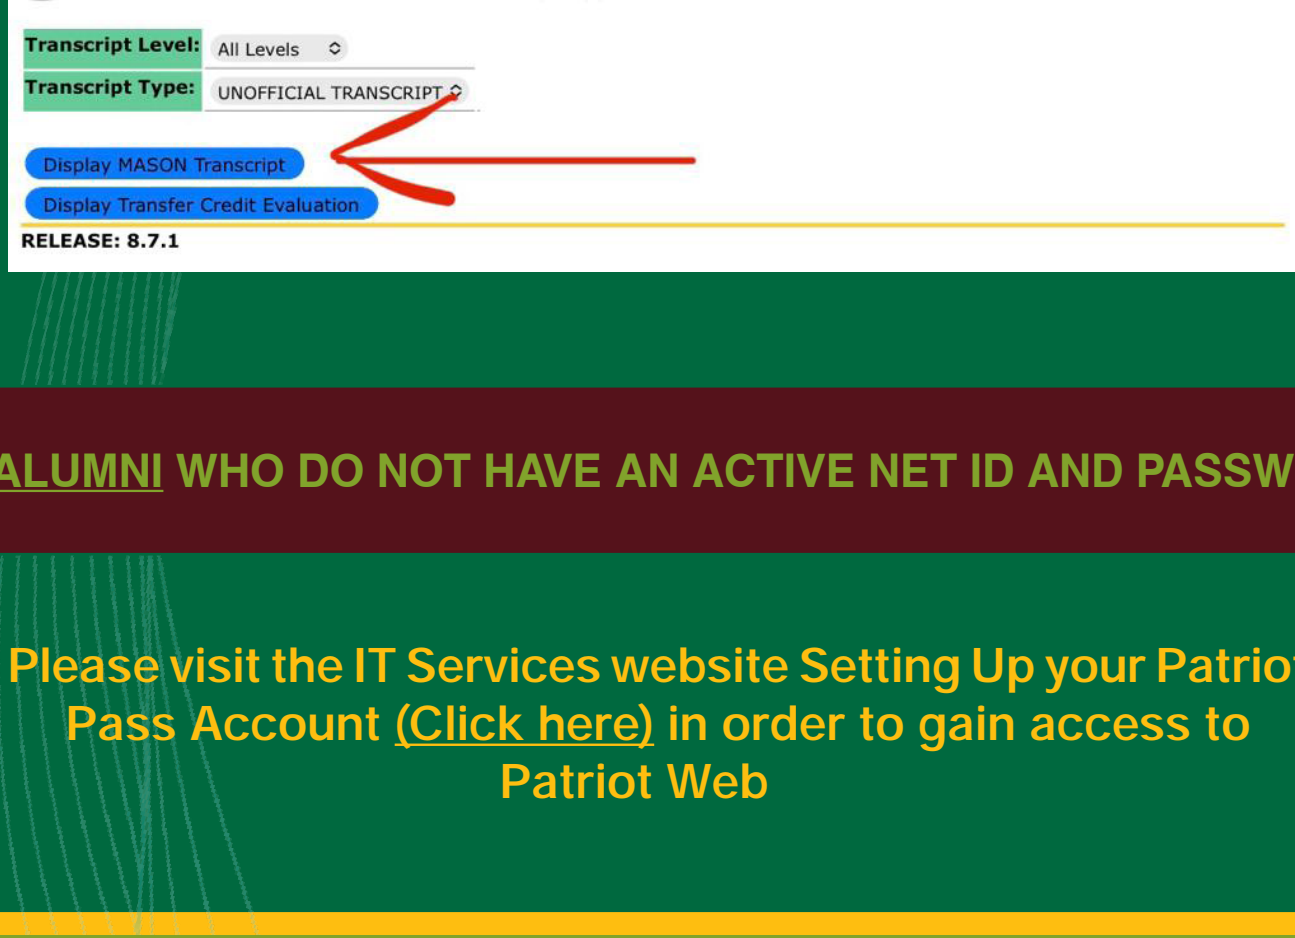 Transcript Level: All Levels
Transcript Type: UNOFFICIAL TRANSCRIPT
Display MASON Transcript
Display Transfer Credit Evaluation
RELEASE: 8.7.1
ALUMNI WHO DO NOT HAVE AN ACTIVE NET ID AND PASSW
Please visit the IT Services website Setting Up your Patriot
Pass Account (Click here) in order to gain access to
Patriot Web